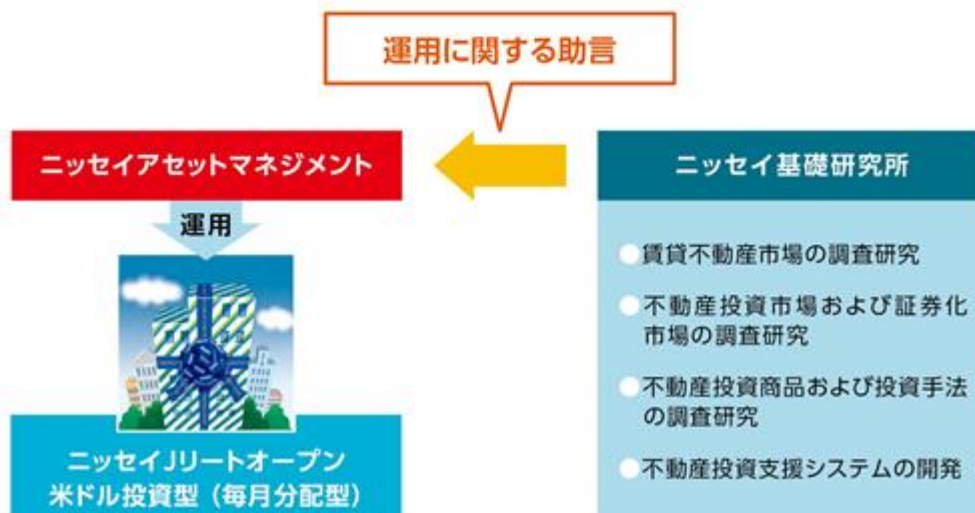 運用に関する助言
ニッセイアセットマネジメント
運用
ニッセイJリートオープン
米ドル投資型(毎月分配型)
ニッセイ基礎研究所
●賃貸不動産市場の調査研究
●不動産投資市場および証券化
市場の調査研究
●不動産投資商品および投資手法
の調査研究
●不動産投資支援システムの開発